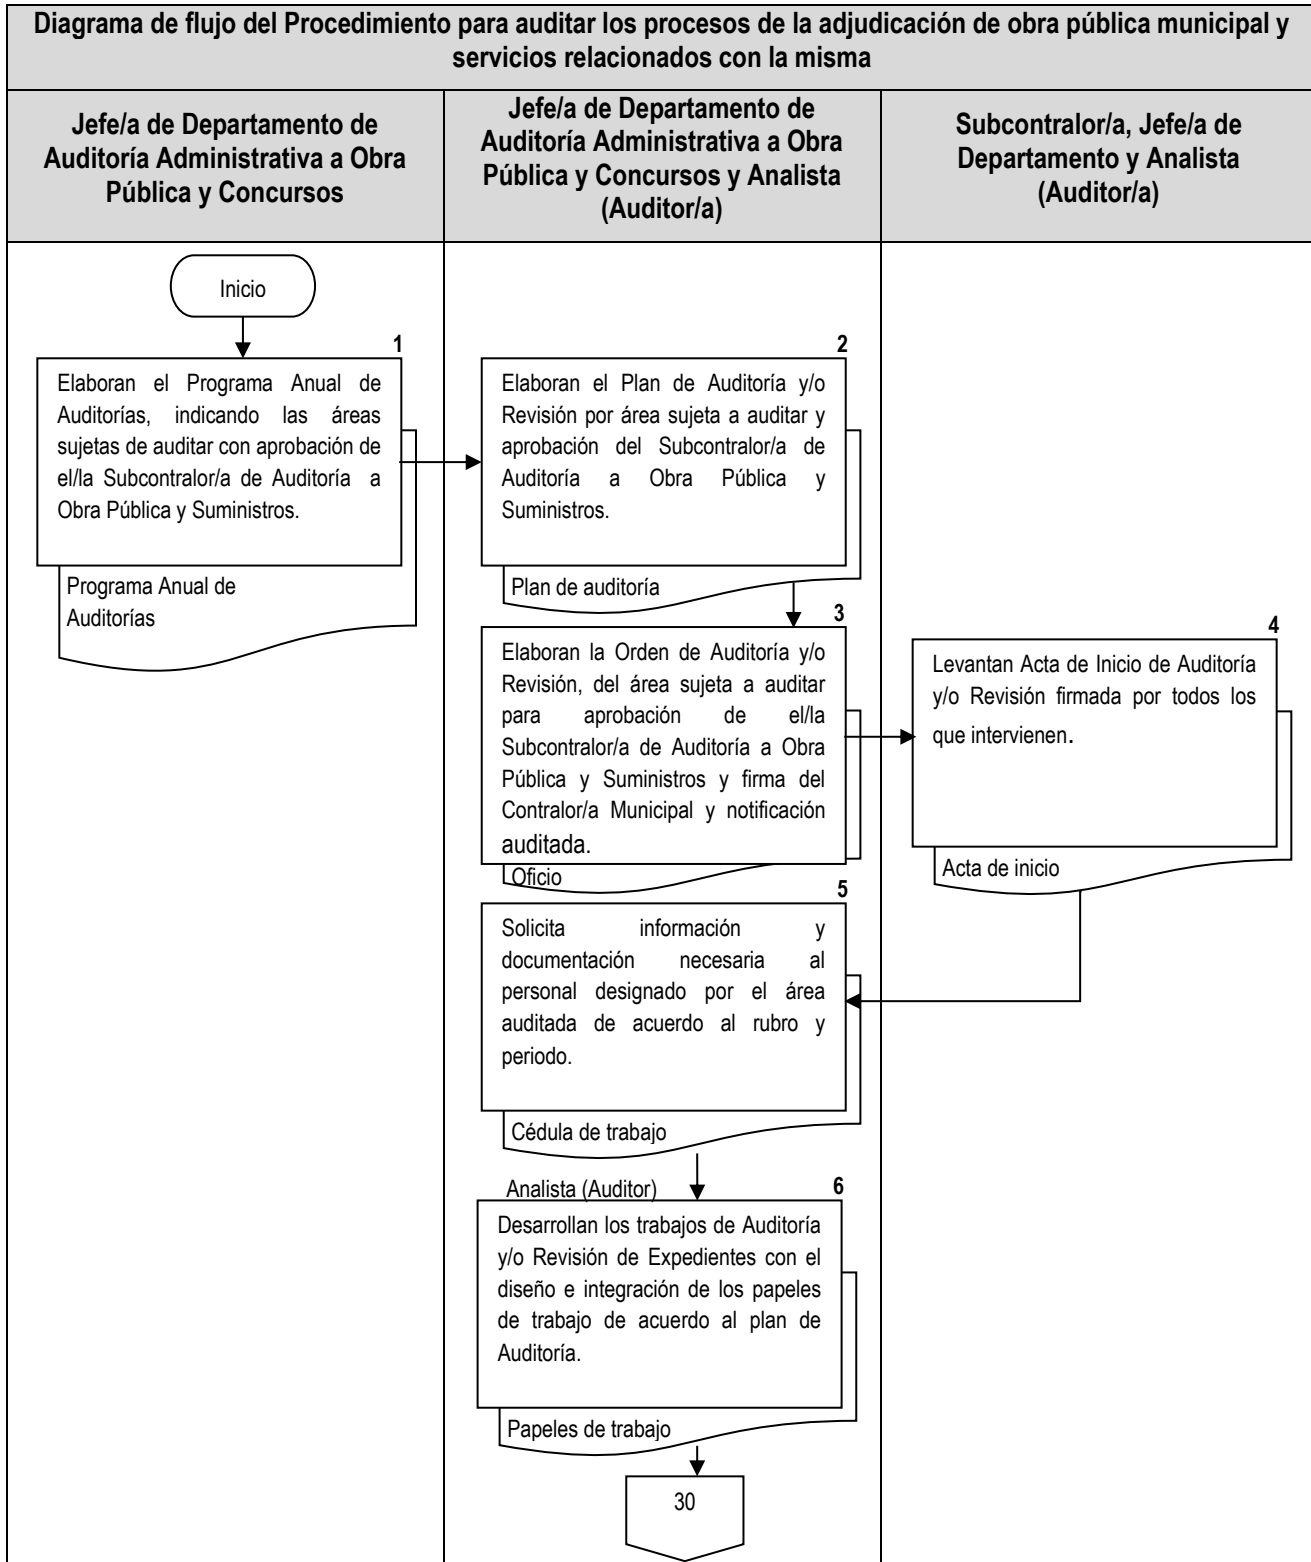 Diagrama de flujo del Procedimiento para auditar los procesos de la adjudicación de obra pública municipal y
servicios relacionados con la misma
Jefe/a de Departamento de
Auditoría Administrativa a Obra
Pública y Concursos
Jefe/a de Departamento de
Auditoría Administrativa a Obra
Pública y Concursos y Analista
(Auditor/a)
Subcontralor/a, Jefe/a de
Departamento y Analista
(Auditor/a)
Inicio
1
Elaboran el Programa Anual de
Auditorías, indicando las áreas
sujetas de auditar con aprobación de
el/la Subcontralor/a de Auditoría a
Obra Pública y Suministros.
Programa Anual de
Auditorías
2
Elaboran el Plan de Auditoría y/o
Revisión por área sujeta a auditar y
aprobación del Subcontralor/a de
Auditoría a Obra Pública y
Suministros.
Plan de auditoría
3
Elaboran la Orden de Auditoría y/o
Revisión, del área sujeta a auditar
para aprobación de el/la
Subcontralor/a de Auditoría a Obra
Pública y Suministros y firma del
Contralor/a Municipal y notificación
auditada.
Oficio
4
Levantan Acta de Inicio de Auditoría
y/o Revisión firmada por todos los
que intervienen.
Acta de inicio
5
Solicita información y
documentación necesaria al
personal designado por el área
auditada de acuerdo al rubro y
periodo.
Cédula de trabajo
Analista (Auditor)
6
Desarrollan los trabajos de Auditoría
y/o Revisión de Expedientes con el
diseño e integración de los papeles
de trabajo de acuerdo al plan de
Auditoría.
Papeles de trabajo
30